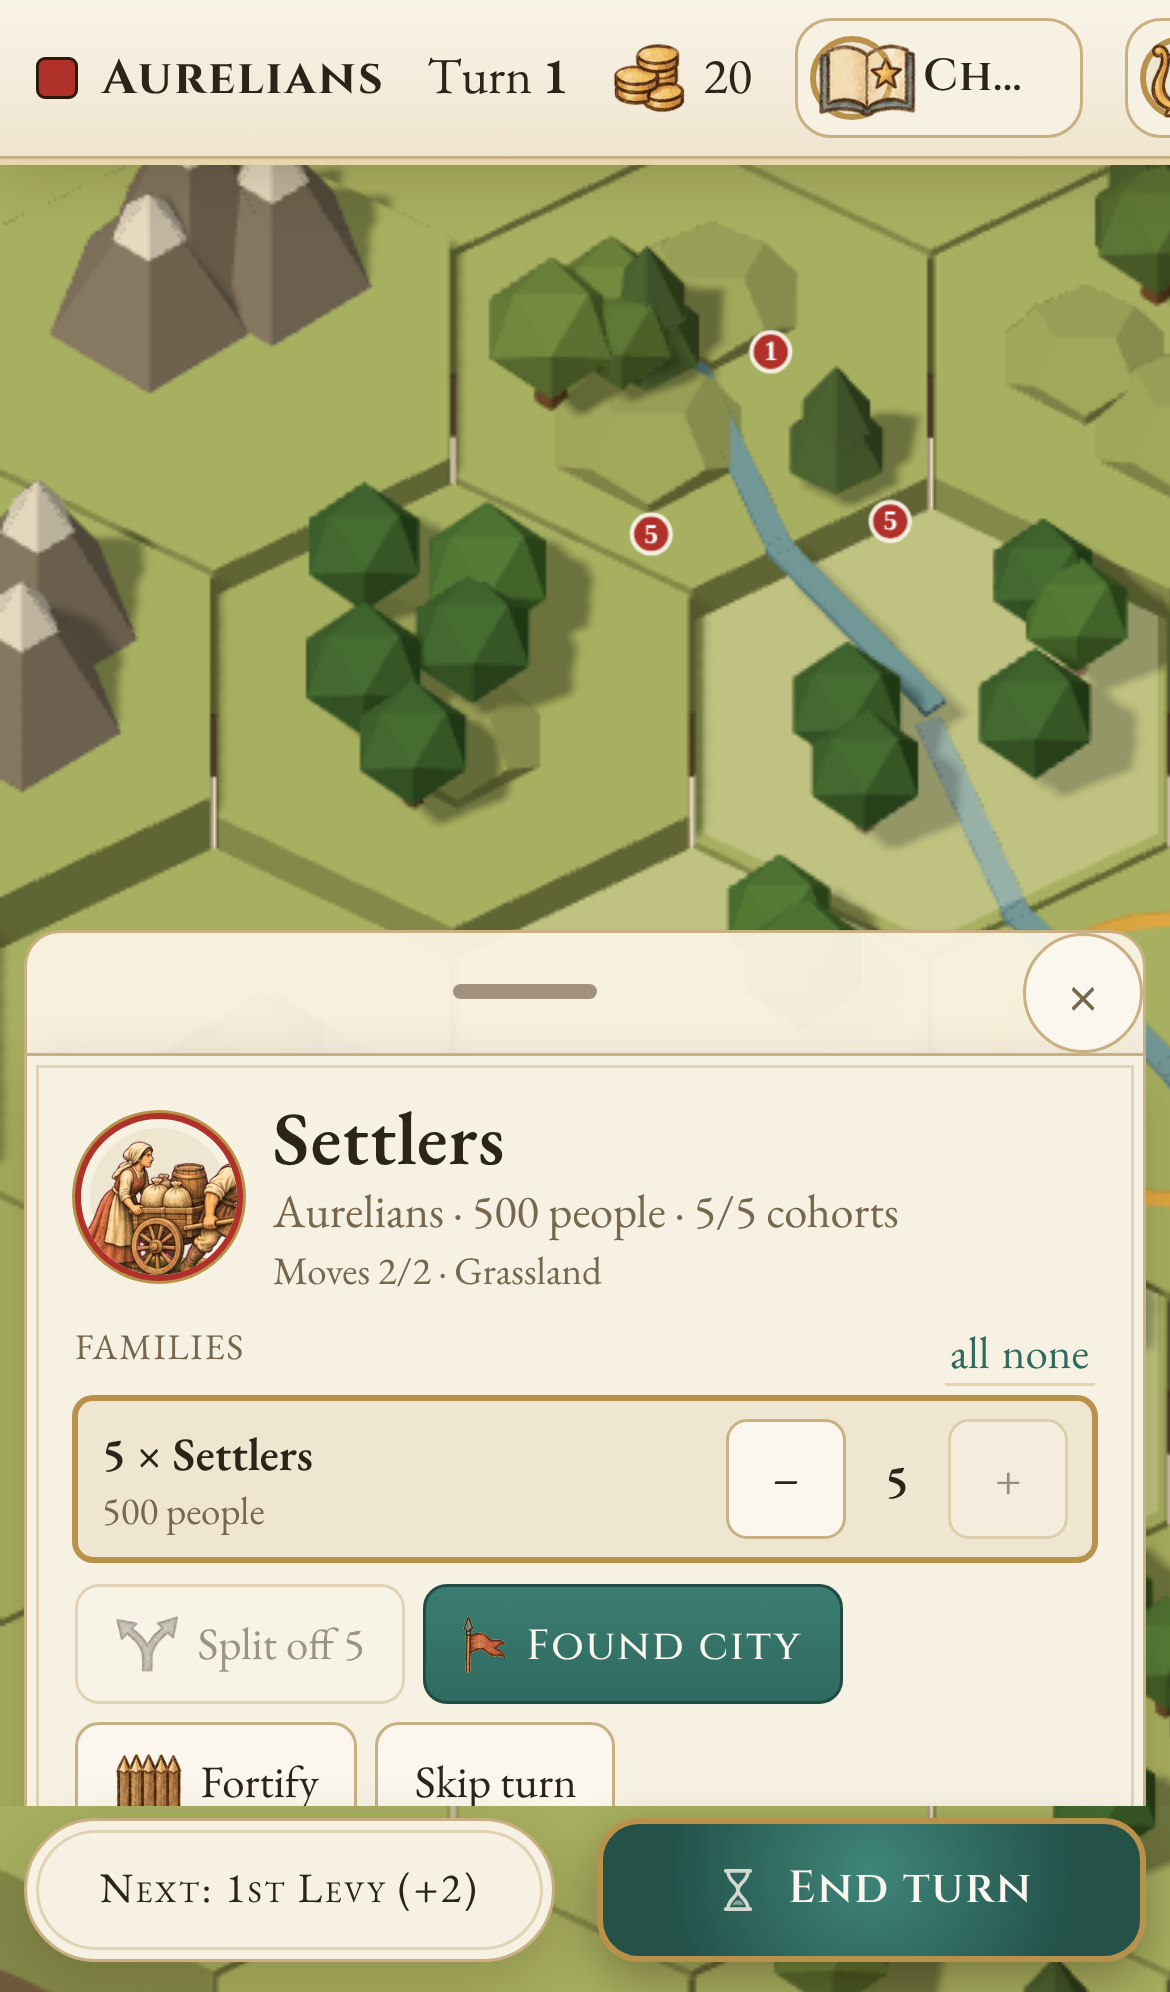 AURELIANS Turn 1 20 CH...
1
5 5
×
Settlers
Aurelians · 500 people · 5/5 cohorts
Moves 2/2 · Grassland
FAMILIES all none
5 × Settlers
500 people
− 5 +
Split off 5 FOUND CITY
Fortify Skip turn
NEXT: 1ST LEVY (+2) END TURN